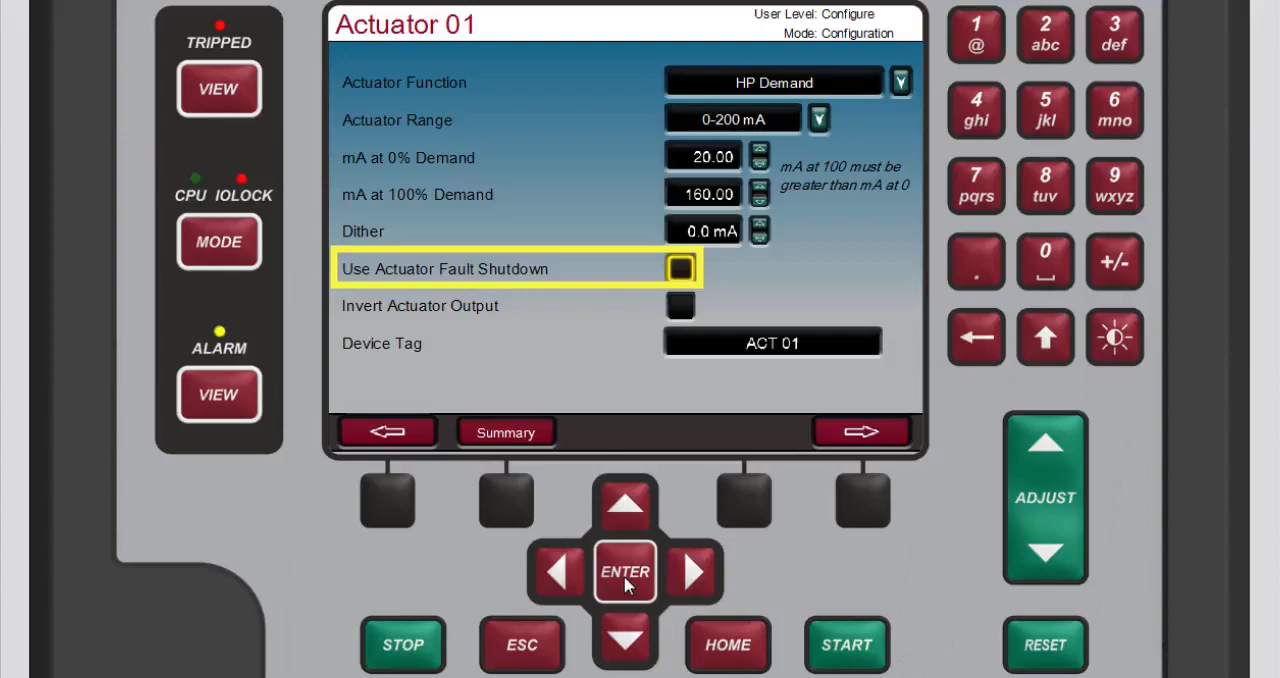 TRIPPED
VIEW
CPU IOLOCK
MODE
ALARM
VIEW
Actuator 01
User Level: Configure
Mode: Configuration
Actuator Function
HP Demand
Actuator Range
0-200 mA
mA at 0% Demand
20.00
mA at 100 must be
greater than mA at 0
mA at 100% Demand
160.00
Dither
0.0 mA
Use Actuator Fault Shutdown
Invert Actuator Output
Device Tag
ACT 01
Summary
1
@
2
abc
3
def
4
ghi
5
jkl
6
mno
7
pqrs
8
tuv
9
wxyz
.
0
+/-
ADJUST
ENTER
STOP
ESC
HOME
START
RESET